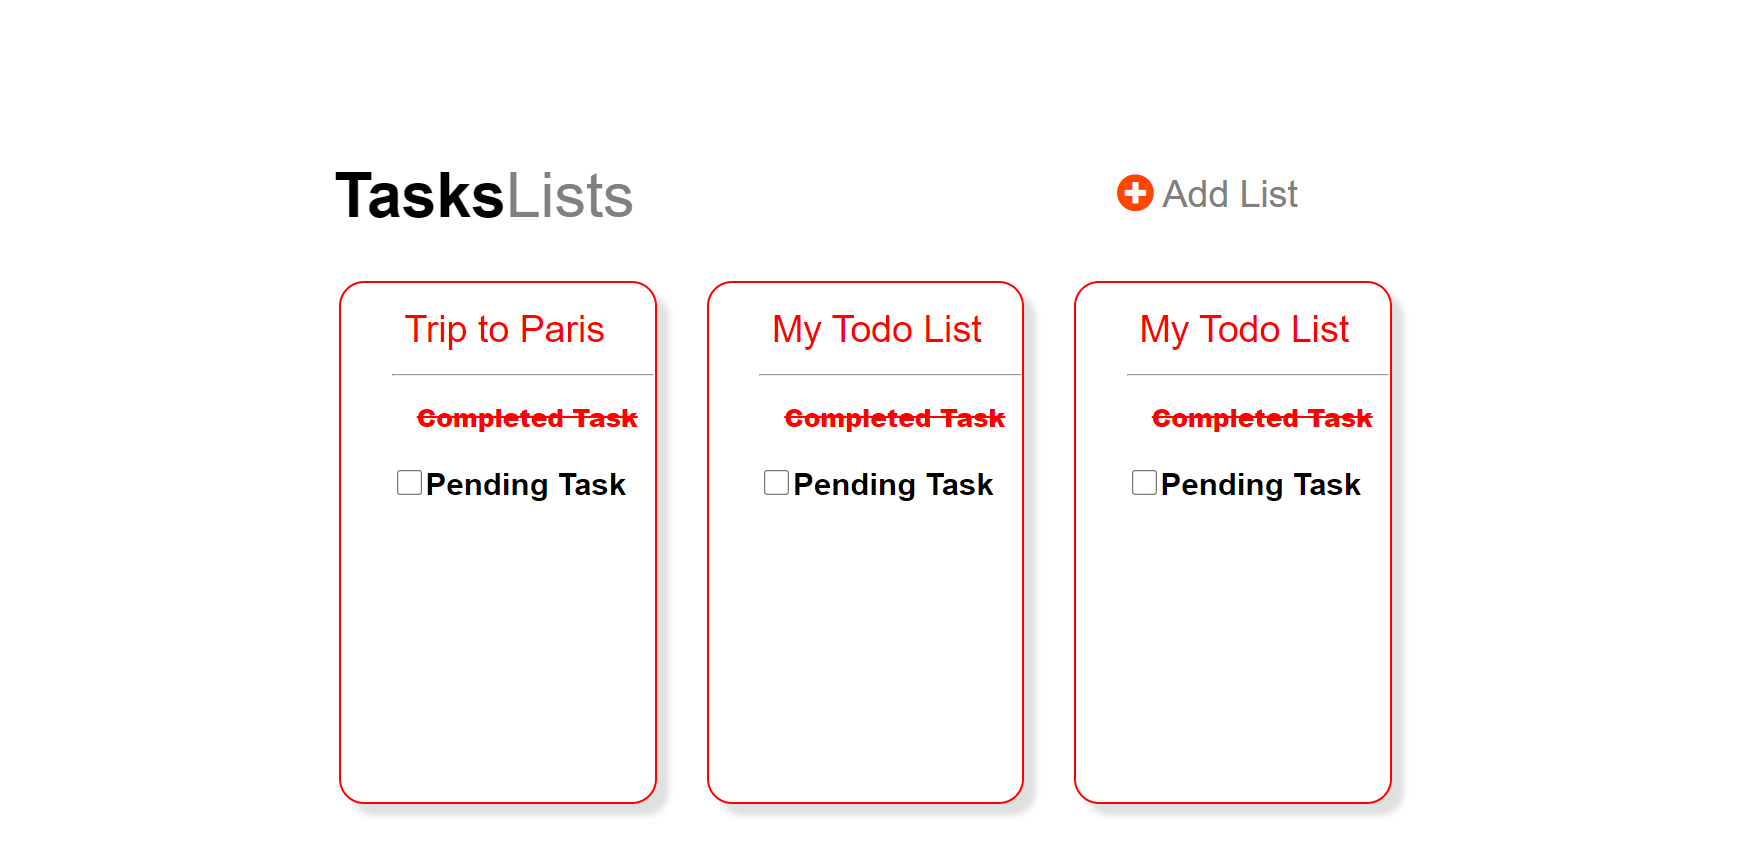 TasksLists
Add List
Trip to Paris
Completed Task
Pending Task
My Todo List
Completed Task
Pending Task
My Todo List
Completed Task
Pending Task